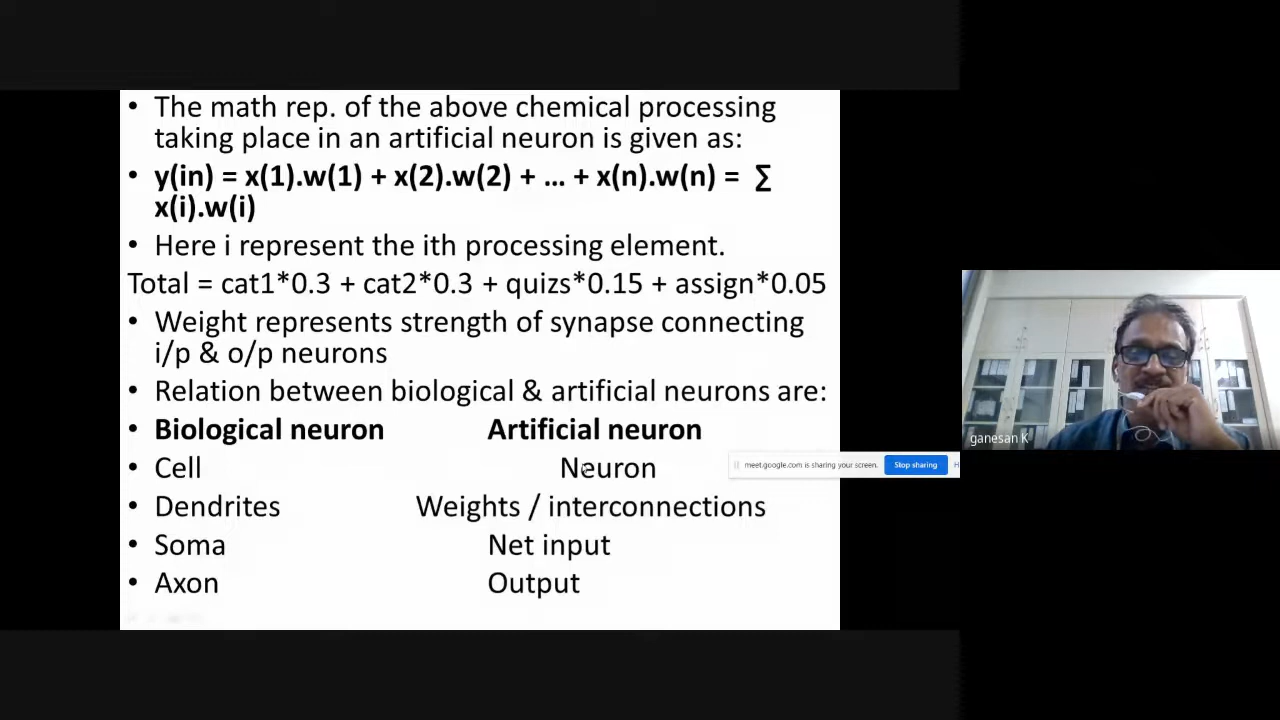 • The math rep. of the above chemical processing
taking place in an artificial neuron is given as:
• y(in) = x(1).w(1) + x(2).w(2) + ... + x(n).w(n) = ∑
x(i).w(i)
• Here i represent the ith processing element.
Total = cat1*0.3 + cat2*0.3 + quizs*0.15 + assign*0.05
• Weight represents strength of synapse connecting
i/p & o/p neurons
• Relation between biological & artificial neurons are:
• Biological neuron Artificial neuron
• Cell Neuron
• Dendrites Weights / interconnections
• Soma Net input
• Axon Output
meet.google.com is sharing your screen. Stop sharing H
ganesan K